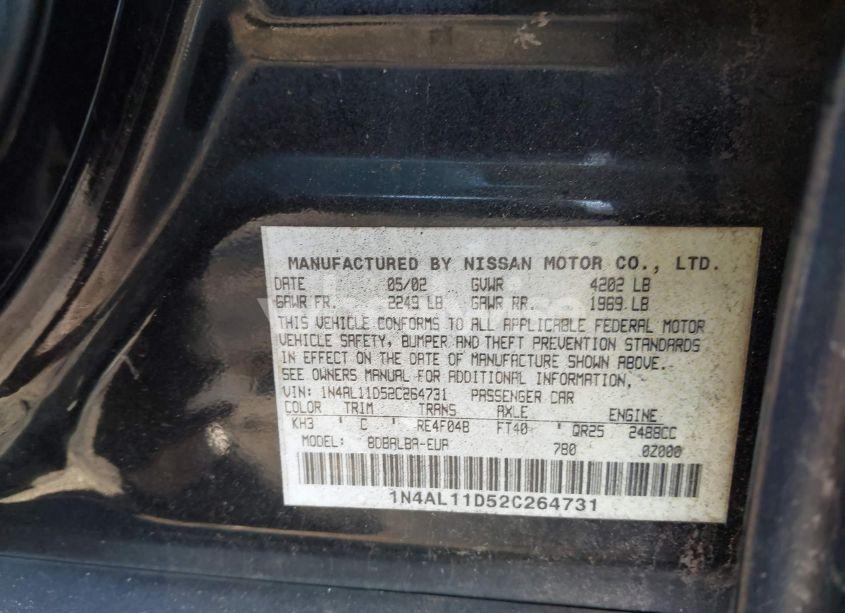 MANUFACTURED BY NISSAN MOTOR CO., LTD.
DATE 05/02 GVWR 4202 LB
GAWR FR. 2249 LB GAWR RR. 1969 LB
THIS VEHICLE CONFORMS TO ALL APPLICABLE FEDERAL MOTOR
VEHICLE SAFETY, BUMPER AND THEFT PREVENTION STANDARDS
IN EFFECT ON THE DATE OF MANUFACTURE SHOWN ABOVE.
SEE OWNERS MANUAL FOR ADDITIONAL INFORMATION.
VIN: 1N4AL11D52C264731 PASSENGER CAR
COLOR TRIM TRANS AXLE ENGINE
KH3 ' C ' RE4F04B FT40 ' QR25 2488CC
MODEL: BDBALBA-EUA 780 0Z000
1N4AL11D52C264731